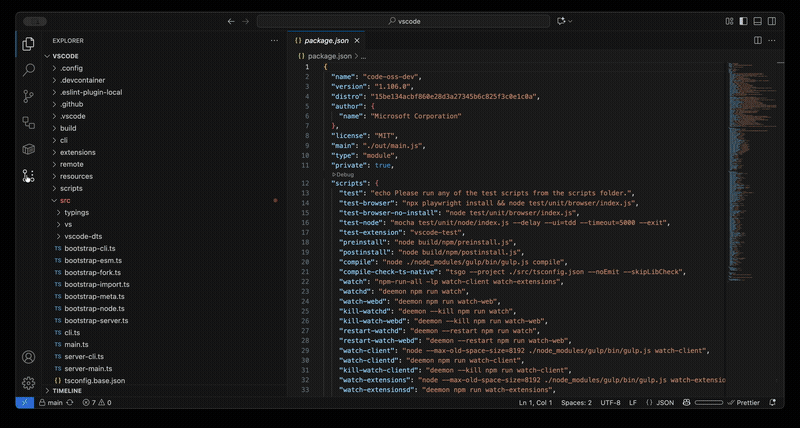 vscode
EXPLORER
VSCODE
.config
.devcontainer
.eslint-plugin-local
.github
.vscode
build
cli
extensions
remote
resources
scripts
src
typings
vs
vscode-dts
TS bootstrap-cli.ts
TS bootstrap-esm.ts
TS bootstrap-fork.ts
TS bootstrap-import.ts
TS bootstrap-meta.ts
TS bootstrap-node.ts
TS bootstrap-server.ts
TS cli.ts
TS main.ts
TS server-cli.ts
TS server-main.ts
{} tsconfig.base.json
TIMELINE
{} package.json
{} package.json > ...
1 {
2 "name": "code-oss-dev",
3 "version": "1.106.0",
4 "distro": "15be134acbf860e28d3a27345b6c825f3c0e1c0a",
5 "author": {
6 "name": "Microsoft Corporation"
7 },
8 "license": "MIT",
9 "main": "./out/main.js",
10 "type": "module",
11 "private": true,
Debug
12 "scripts": {
13 "test": "echo Please run any of the test scripts from the scripts folder.",
14 "test-browser": "npx playwright install && node test/unit/browser/index.js",
15 "test-browser-no-install": "node test/unit/browser/index.js",
16 "test-node": "mocha test/unit/node/index.js --delay --ui=tdd --timeout=5000 --exit",
17 "test-extension": "vscode-test",
18 "preinstall": "node build/npm/preinstall.js",
19 "postinstall": "node build/npm/postinstall.js",
20 "compile": "node ./node_modules/gulp/bin/gulp.js compile",
21 "compile-check-ts-native": "tsgo --project ./src/tsconfig.json --noEmit --skipLibCheck",
22 "watch": "npm-run-all -lp watch-client watch-extensions",
23 "watchd": "deemon npm run watch",
24 "watch-webd": "deemon npm run watch-web",
25 "kill-watchd": "deemon --kill npm run watch",
26 "kill-watch-webd": "deemon --kill npm run watch-web",
27 "restart-watchd": "deemon --restart npm run watch",
28 "restart-watch-webd": "deemon --restart npm run watch-web",
29 "watch-client": "node --max-old-space-size=8192 ./node_modules/gulp/bin/gulp.js watch-client",
30 "watch-clientd": "deemon npm run watch-client",
31 "kill-watch-clientd": "deemon --kill npm run watch-client",
32 "watch-extensions": "node --max-old-space-size=8192 ./node_modules/gulp/bin/gulp.js watch-extension
33 "watch-extensionsd": "deemon npm run watch-extensions",
main 7 0 Ln 1, Col 1 Spaces: 2 UTF-8 LF {} JSON Prettier